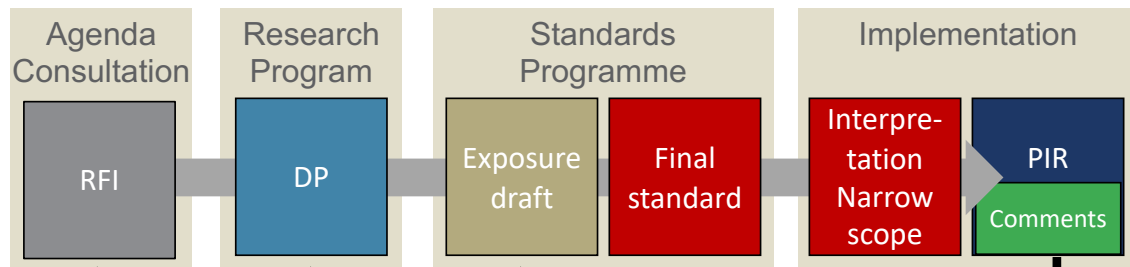 Agenda
Consultation
RFI
Research
Program
DP
Standards
Programme
Exposure
draft
Final
standard
Implementation
Interpre-
tation
Narrow
scope
PIR
Comments